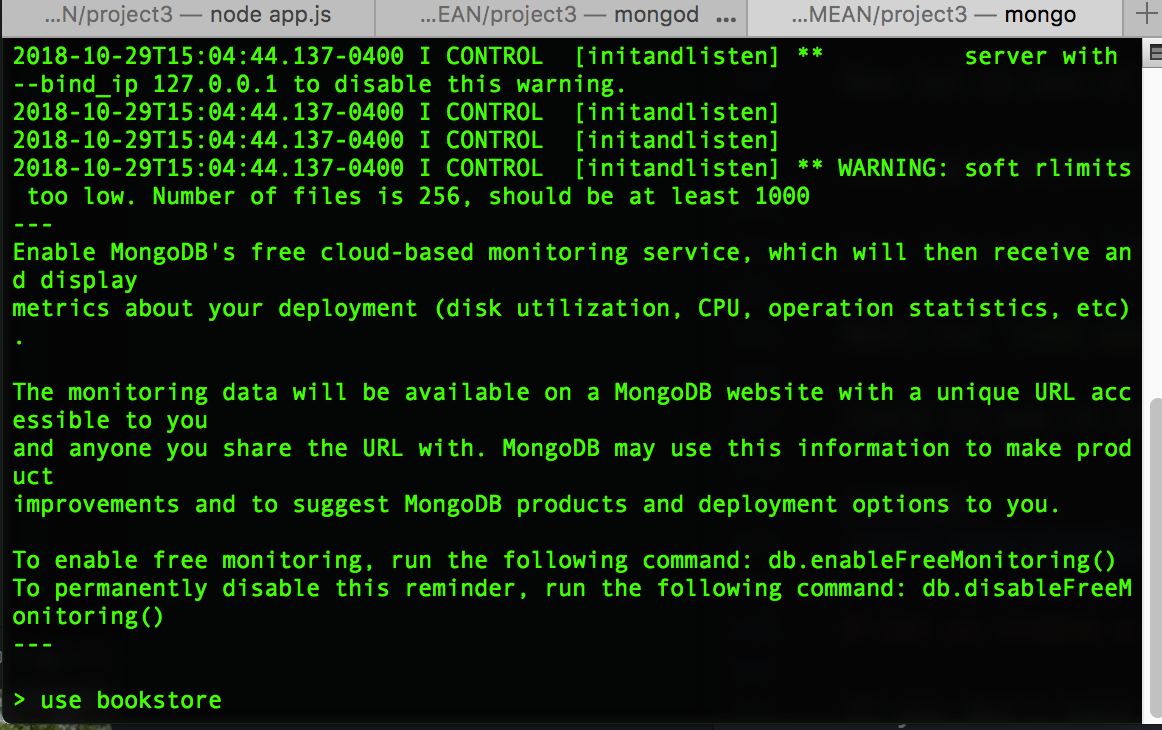 ...N/project3 — node app.js ...EAN/project3 — mongod ... ...MEAN/project3 — mongo +
2018-10-29T15:04:44.137-0400 I CONTROL  [initandlisten] **          server with
--bind_ip 127.0.0.1 to disable this warning.
2018-10-29T15:04:44.137-0400 I CONTROL  [initandlisten]
2018-10-29T15:04:44.137-0400 I CONTROL  [initandlisten]
2018-10-29T15:04:44.137-0400 I CONTROL  [initandlisten] ** WARNING: soft rlimits
 too low. Number of files is 256, should be at least 1000
---
Enable MongoDB's free cloud-based monitoring service, which will then receive an
d display
metrics about your deployment (disk utilization, CPU, operation statistics, etc)
.
The monitoring data will be available on a MongoDB website with a unique URL acc
essible to you
and anyone you share the URL with. MongoDB may use this information to make prod
uct
improvements and to suggest MongoDB products and deployment options to you.
To enable free monitoring, run the following command: db.enableFreeMonitoring()
To permanently disable this reminder, run the following command: db.disableFreeM
onitoring()
---
> use bookstore